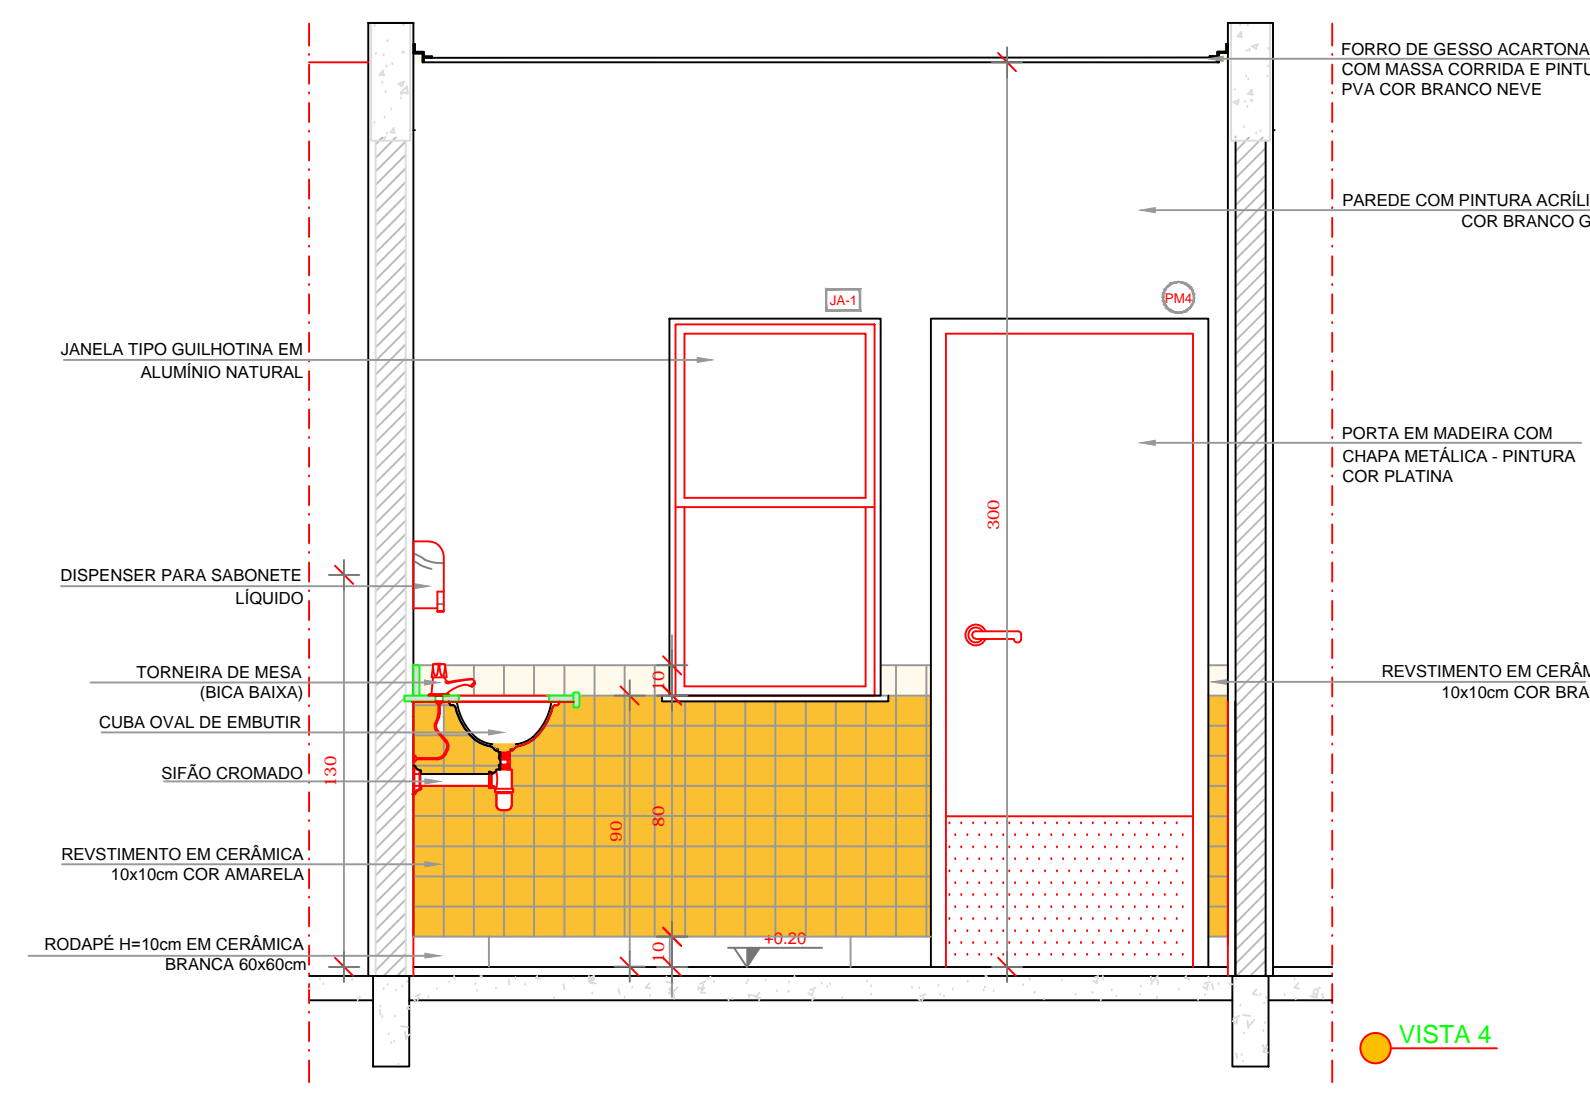 FORRO DE GESSO ACARTONA
COM MASSA CORRIDA E PINTU
PVA COR BRANCO NEVE
PAREDE COM PINTURA ACRÍLI
COR BRANCO G
JA-1
PM4
JANELA TIPO GUILHOTINA EM
ALUMÍNIO NATURAL
PORTA EM MADEIRA COM
CHAPA METÁLICA - PINTURA
COR PLATINA
300
DISPENSER PARA SABONETE
LÍQUIDO
TORNEIRA DE MESA
(BICA BAIXA)
10
REVSTIMENTO EM CERÂM
10x10cm COR BRA
CUBA OVAL DE EMBUTIR
SIFÃO CROMADO
130
90
80
REVSTIMENTO EM CERÂMICA
10x10cm COR AMARELA
RODAPÉ H=10cm EM CERÂMICA
BRANCA 60x60cm
10
+0.20
VISTA 4